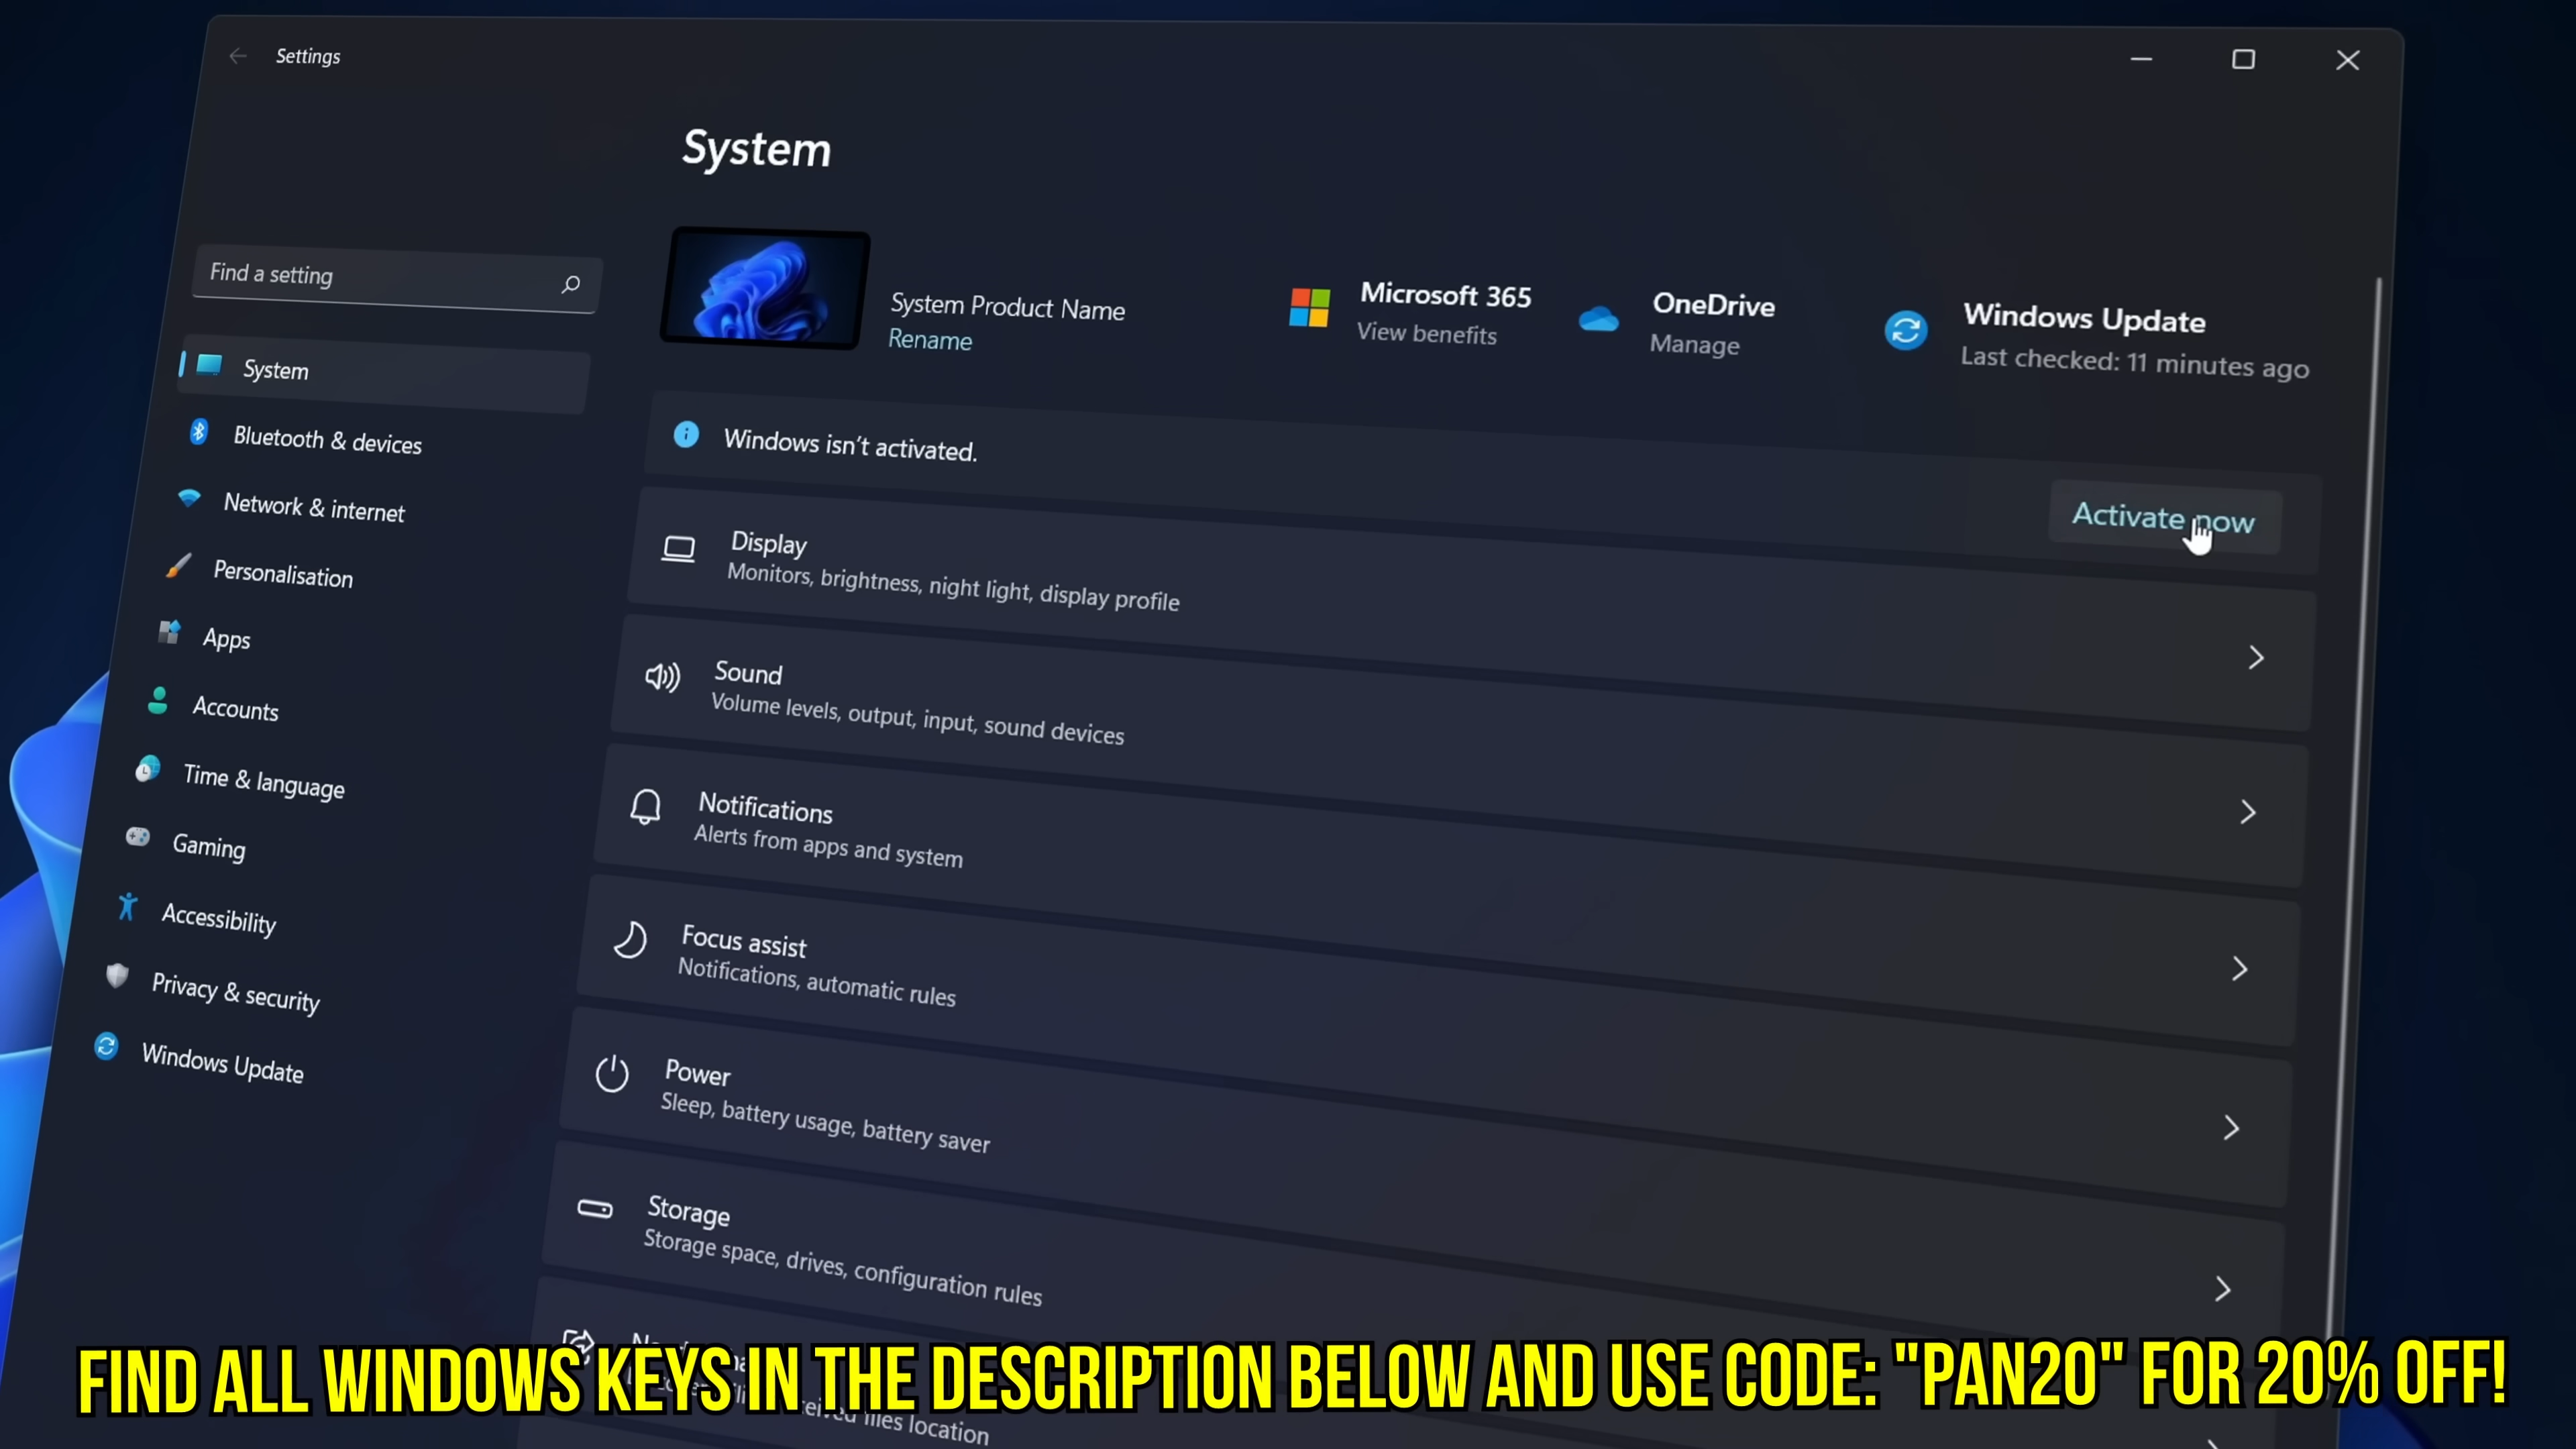 Settings
System
Find a setting
System Product Name
Rename
Microsoft 365
View benefits
OneDrive
Manage
Windows Update
Last checked: 11 minutes ago
System
Bluetooth & devices
Network & internet
Personalisation
Apps
Accounts
Time & language
Gaming
Accessibility
Privacy & security
Windows Update
Windows isn't activated.
Activate now
Display
Monitors, brightness, night light, display profile
Sound
Volume levels, output, input, sound devices
Notifications
Alerts from apps and system
Focus assist
Notifications, automatic rules
Power
Sleep, battery usage, battery saver
Storage
Storage space, drives, configuration rules
files location
FIND ALL WINDOWS KEYS IN THE DESCRIPTION BELOW AND USE CODE: "PAN20" FOR 20% OFF!